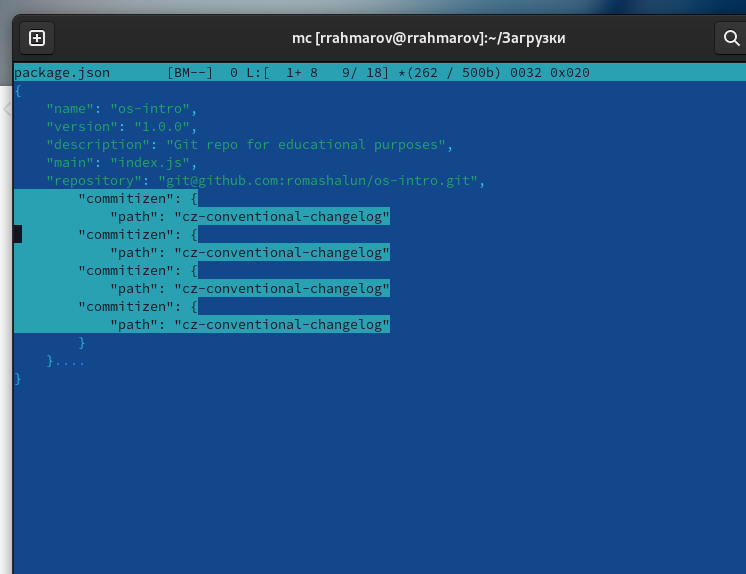 mc [rrahmarov@rrahmarov]:~/Загрузки
package.json       [BM--]  0 L:[  1+ 8   9/ 18] *(262 / 500b) 0032 0x020
{
    "name": "os-intro",
    "version": "1.0.0",
    "description": "Git repo for educational purposes",
    "main": "index.js",
    "repository": "git@github.com:romashalun/os-intro.git",
        "commitizen": {
            "path": "cz-conventional-changelog"
        "commitizen": {
            "path": "cz-conventional-changelog"
        "commitizen": {
            "path": "cz-conventional-changelog"
        "commitizen": {
            "path": "cz-conventional-changelog"
        }
    }....
}